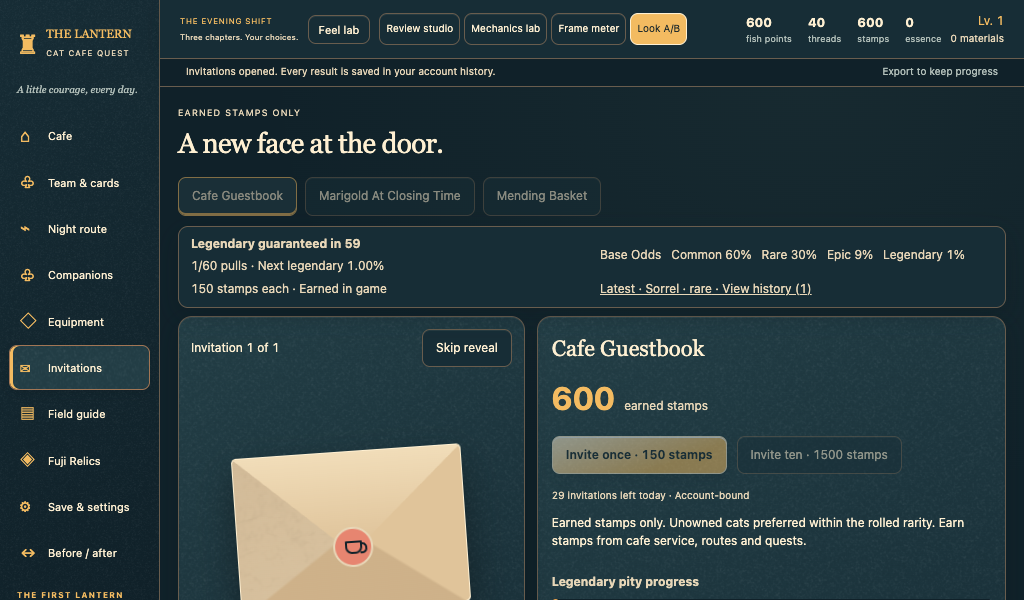 THE LANTERN
CAT CAFE QUEST
A little courage, every day.
Cafe
Team & cards
Night route
Companions
Equipment
Invitations
Field guide
Fuji Relics
Save & settings
Before / after
THE FIRST LANTERN
THE EVENING SHIFT
Three chapters. Your choices.
Feel lab
Review studio
Mechanics lab
Frame meter
Look A/B
600
fish points
40
threads
600
stamps
0
essence
Lv. 1
0 materials
Invitations opened. Every result is saved in your account history.
Export to keep progress
EARNED STAMPS ONLY
A new face at the door.
Cafe Guestbook
Marigold At Closing Time
Mending Basket
Legendary guaranteed in 59
1/60 pulls · Next legendary 1.00%
150 stamps each · Earned in game
Base Odds Common 60% Rare 30% Epic 9% Legendary 1%
Latest · Sorrel · rare · View history (1)
Invitation 1 of 1
Skip reveal
Cafe Guestbook
600 earned stamps
Invite once · 150 stamps
Invite ten · 1500 stamps
29 invitations left today · Account-bound
Earned stamps only. Unowned cats preferred within the rolled rarity. Earn
stamps from cafe service, routes and quests.
Legendary pity progress